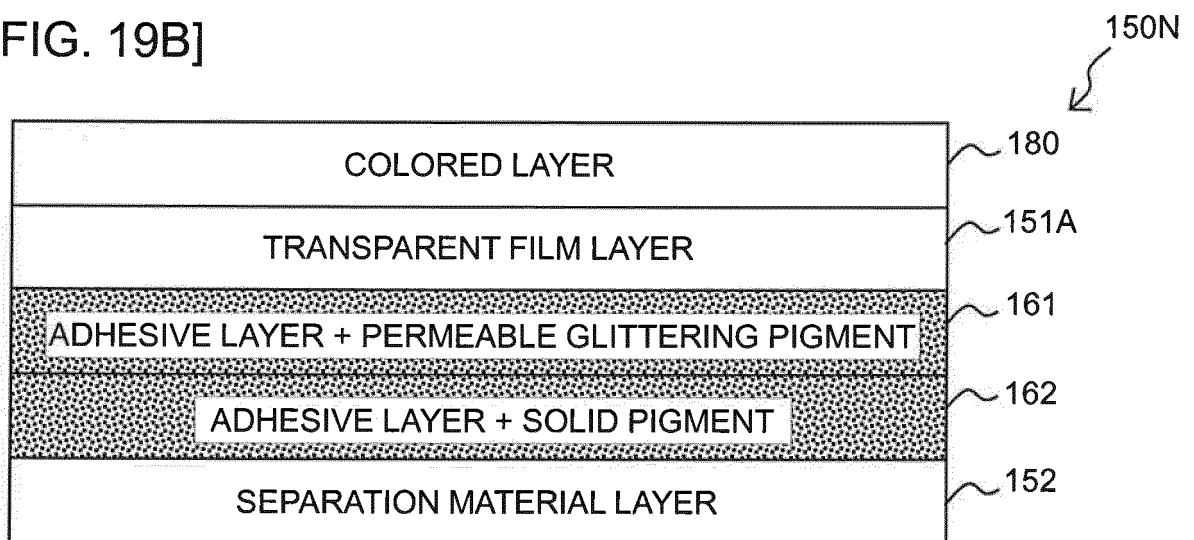 FIG. 19B]
150N
COLORED LAYER
180
TRANSPARENT FILM LAYER
151A
ADHESIVE LAYER + PERMEABLE GLITTERING PIGMENT
161
ADHESIVE LAYER + SOLID PIGMENT
162
SEPARATION MATERIAL LAYER
152